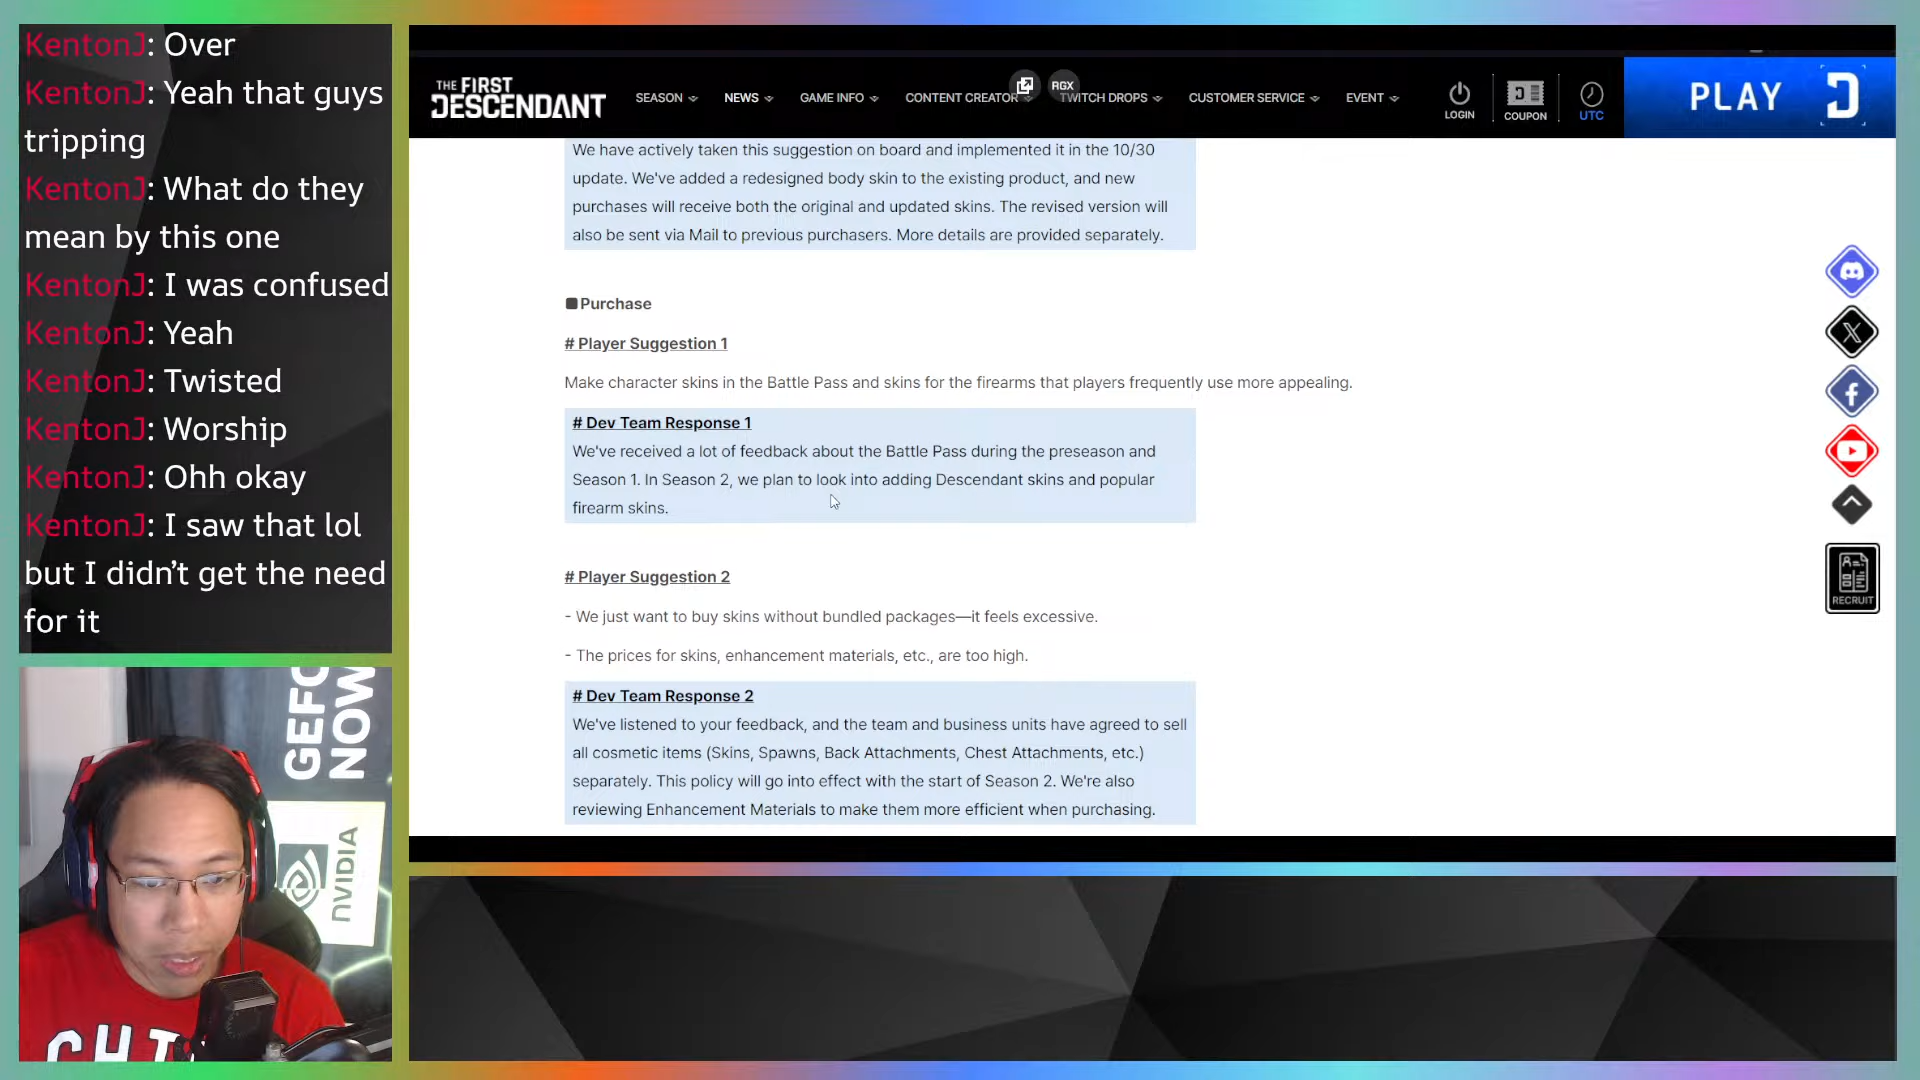 KentonJ: Over
KentonJ: Yeah that guys
tripping
KentonJ: What do they
mean by this one
KentonJ: I was confused
KentonJ: Yeah
KentonJ: Twisted
KentonJ: Worship
KentonJ: Ohh okay
KentonJ: I saw that lol
but I didn't get the need
for it
THE FIRST
DESCENDANT
SEASON
NEWS
GAME INFO
CONTENT CREATOR
RGX
TWITCH DROPS
CUSTOMER SERVICE
EVENT
LOGIN
COUPON
UTC
PLAY
We have actively taken this suggestion on board and implemented it in the 10/30
update. We've added a redesigned body skin to the existing product, and new
purchases will receive both the original and updated skins. The revised version will
also be sent via Mail to previous purchasers. More details are provided separately.
Purchase
# Player Suggestion 1
Make character skins in the Battle Pass and skins for the firearms that players frequently use more appealing.
# Dev Team Response 1
We've received a lot of feedback about the Battle Pass during the preseason and
Season 1. In Season 2, we plan to look into adding Descendant skins and popular
firearm skins.
# Player Suggestion 2
- We just want to buy skins without bundled packages—it feels excessive.
- The prices for skins, enhancement materials, etc., are too high.
# Dev Team Response 2
We've listened to your feedback, and the team and business units have agreed to sell
all cosmetic items (Skins, Spawns, Back Attachments, Chest Attachments, etc.)
separately. This policy will go into effect with the start of Season 2. We're also
reviewing Enhancement Materials to make them more efficient when purchasing.
RECRUIT
GEFO
NOW
NVIDIA